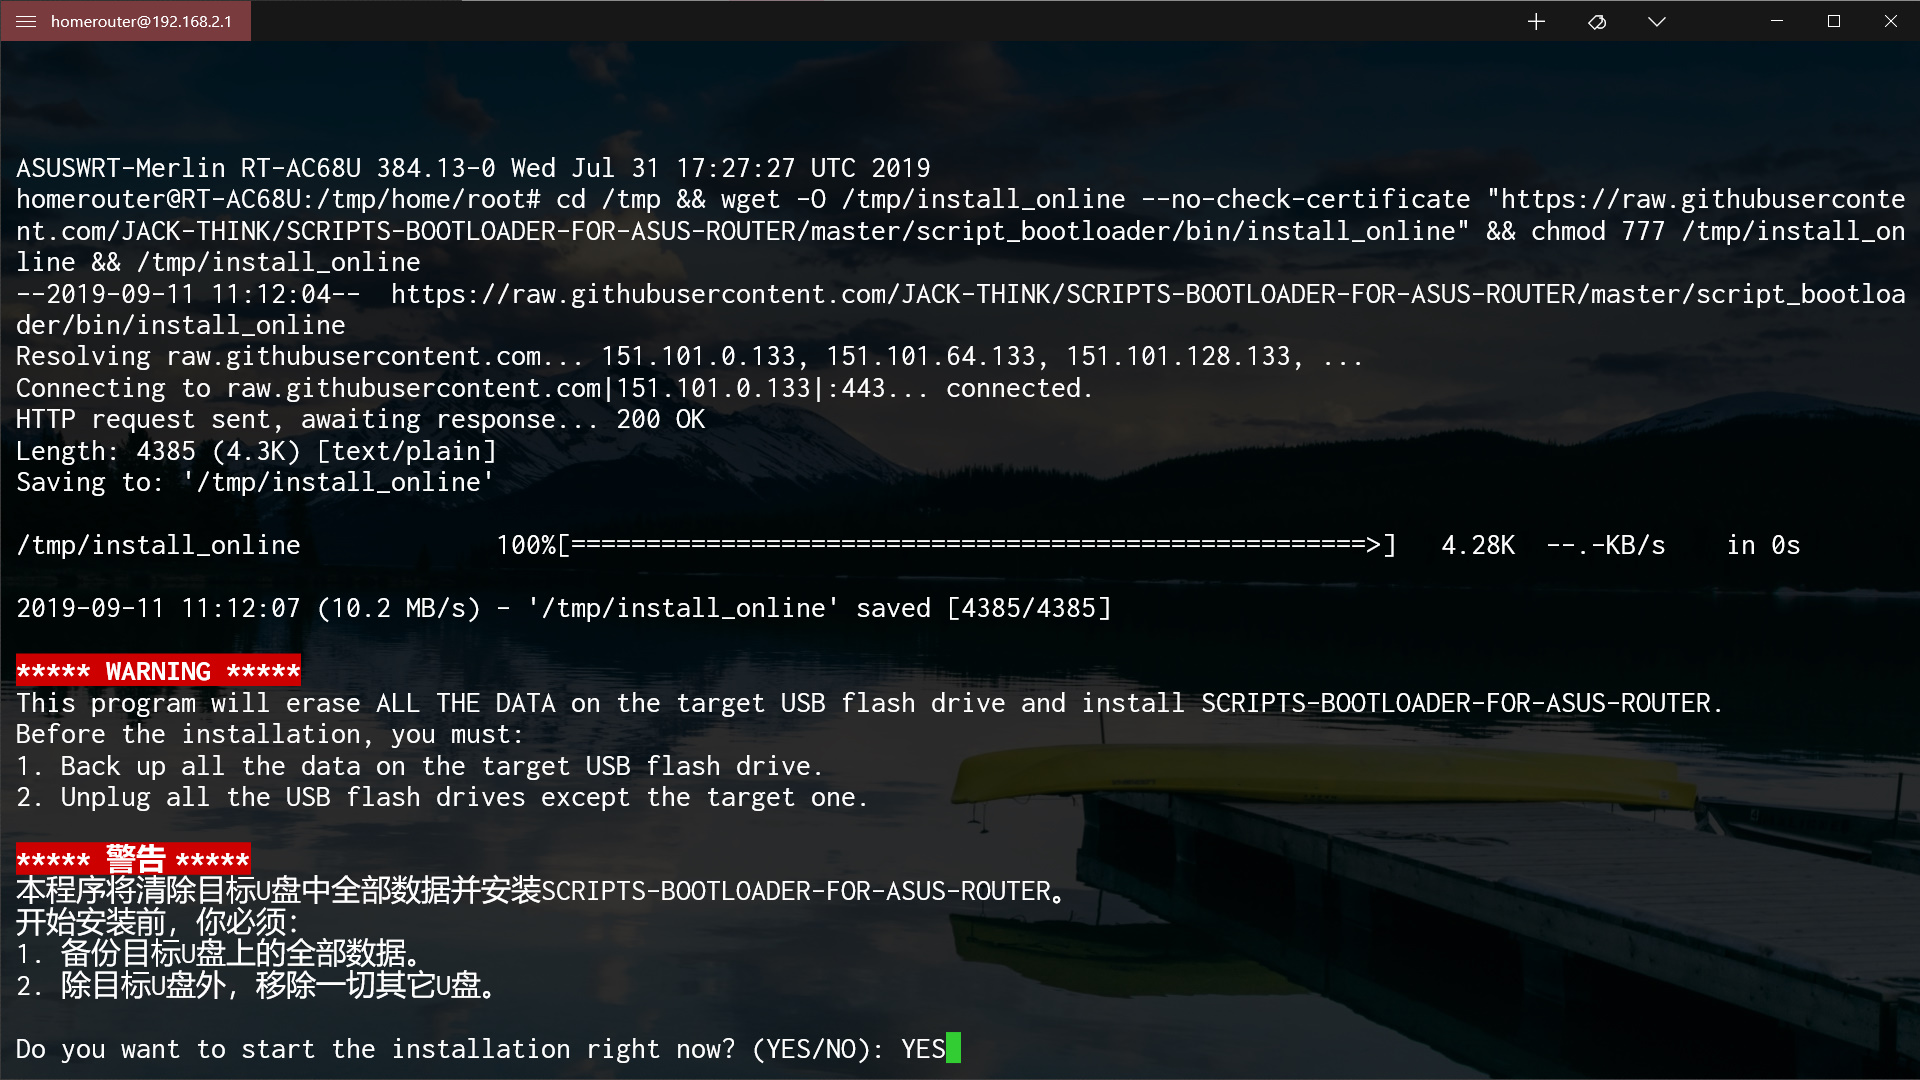 homerouter@192.168.2.1
ASUSWRT-Merlin RT-AC68U 384.13-0 Wed Jul 31 17:27:27 UTC 2019
homerouter@RT-AC68U:/tmp/home/root# cd /tmp && wget -O /tmp/install_online --no-check-certificate "https://raw.githubuserconte
nt.com/JACK-THINK/SCRIPTS-BOOTLOADER-FOR-ASUS-ROUTER/master/script_bootloader/bin/install_online" && chmod 777 /tmp/install_on
line && /tmp/install_online
--2019-09-11 11:12:04--  https://raw.githubusercontent.com/JACK-THINK/SCRIPTS-BOOTLOADER-FOR-ASUS-ROUTER/master/script_bootloa
der/bin/install_online
Resolving raw.githubusercontent.com... 151.101.0.133, 151.101.64.133, 151.101.128.133, ...
Connecting to raw.githubusercontent.com|151.101.0.133|:443... connected.
HTTP request sent, awaiting response... 200 OK
Length: 4385 (4.3K) [text/plain]
Saving to: '/tmp/install_online'
/tmp/install_online             100%[=====================================================>]   4.28K  --.-KB/s    in 0s
2019-09-11 11:12:07 (10.2 MB/s) - '/tmp/install_online' saved [4385/4385]
***** WARNING *****
This program will erase ALL THE DATA on the target USB flash drive and install SCRIPTS-BOOTLOADER-FOR-ASUS-ROUTER.
Before the installation, you must:
1. Back up all the data on the target USB flash drive.
2. Unplug all the USB flash drives except the target one.
***** 警告 *****
本程序将清除目标U盘中全部数据并安装SCRIPTS-BOOTLOADER-FOR-ASUS-ROUTER。
开始安装前，你必须：
1. 备份目标U盘上的全部数据。
2. 除目标U盘外，移除一切其它U盘。
Do you want to start the installation right now? (YES/NO): YES